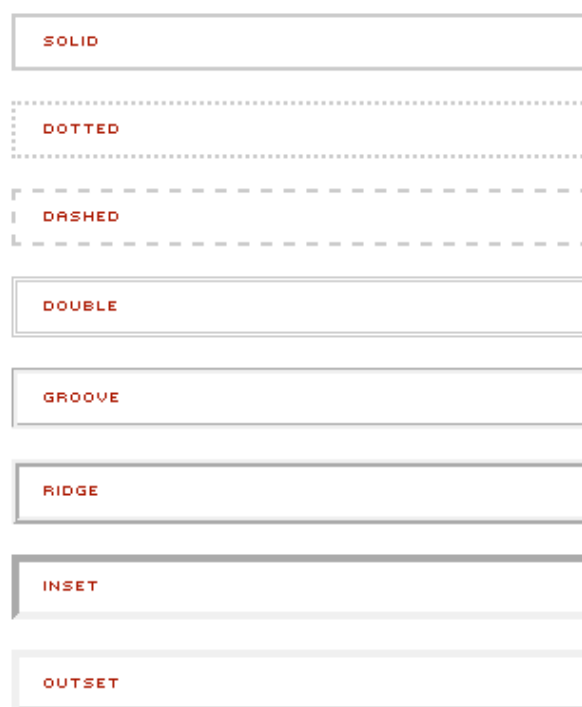 SOLID
DOTTED
DASHED
DOUBLE
GROOVE
RIDGE
INSET
OUTSET